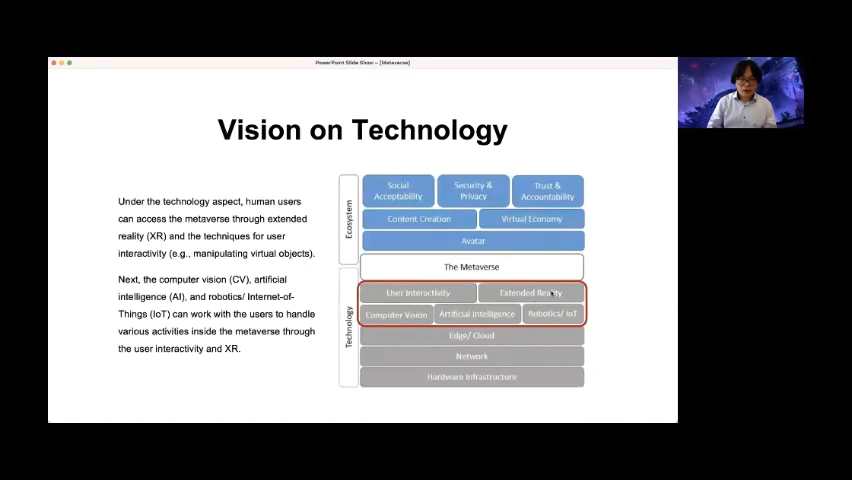 PowerPoint Slide Show - [Metaverse]
Vision on Technology
Under the technology aspect, human users
can access the metaverse through extended
reality (XR) and the techniques for user
interactivity (e.g., manipulating virtual objects).
Next, the computer vision (CV), artificial
intelligence (AI), and robotics/ Internet-of-
Things (IoT) can work with the users to handle
various activities inside the metaverse through
the user interactivity and XR.
Ecosystem
Social
Acceptability
Security &
Privacy
Trust &
Accountability
Content Creation
Virtual Economy
Avatar
The Metaverse
Technology
User Interactivity
Extended Reality
Computer Vision
Artificial Intelligence
Robotics/ IoT
Edge/ Cloud
Network
Hardware Infrastructure